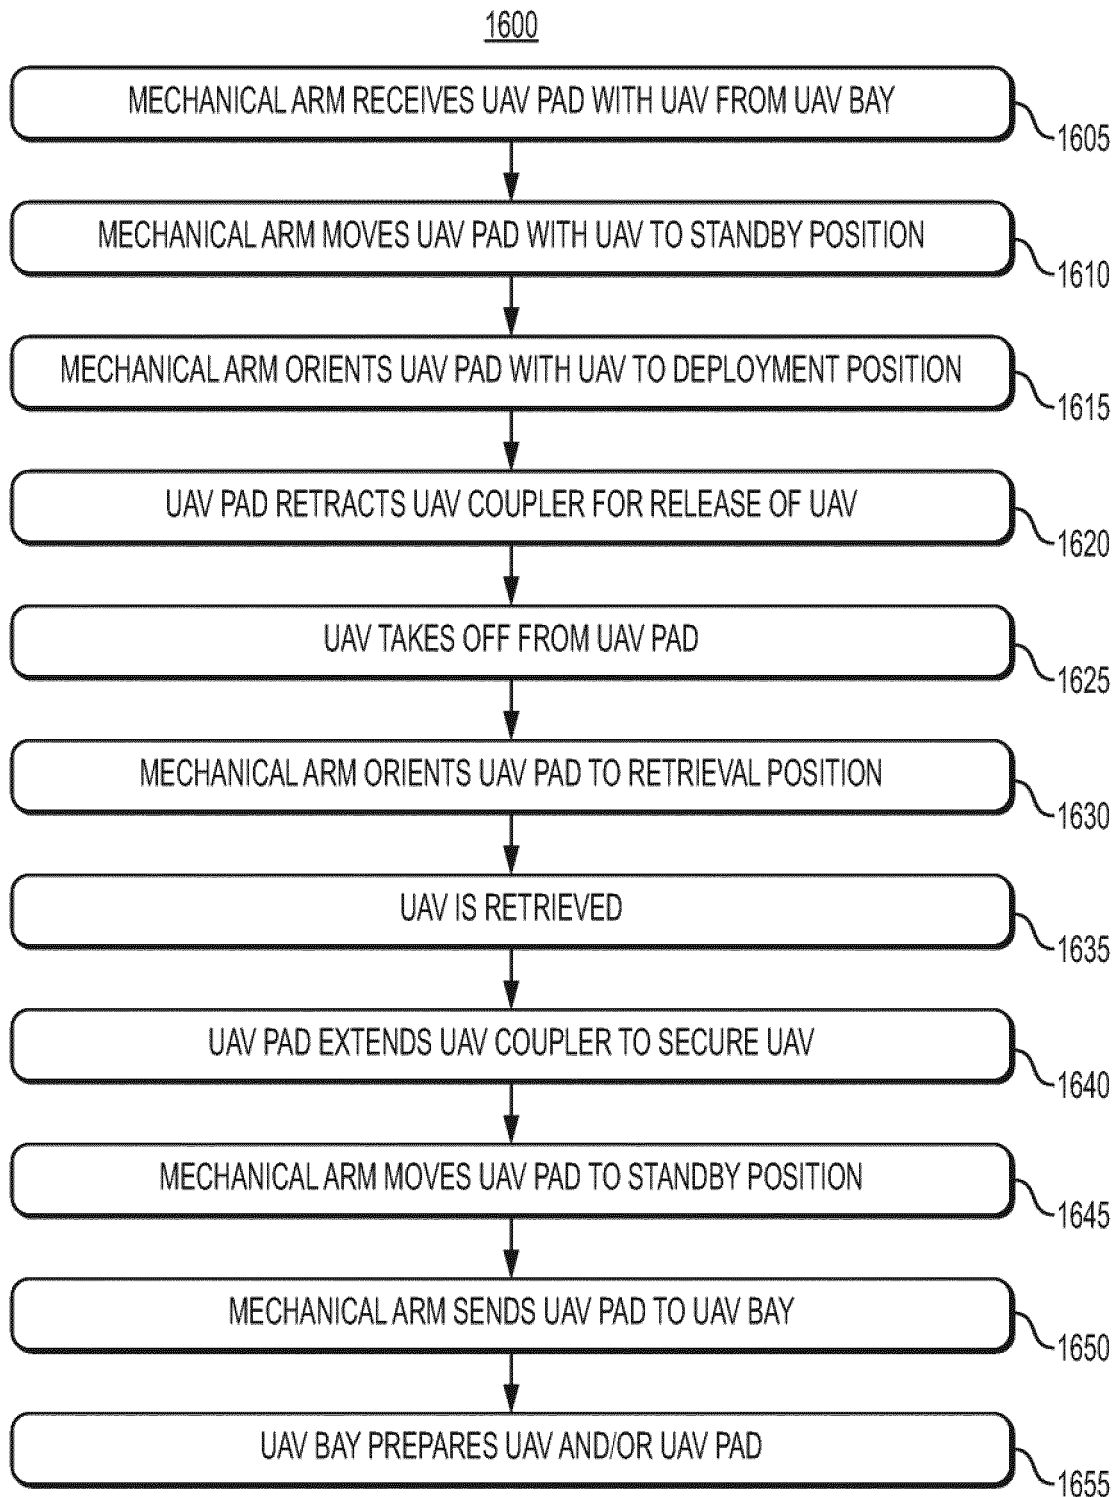 1600
MECHANICAL ARM RECEIVES UAV PAD WITH UAV FROM UAV BAY
1605
MECHANICAL ARM MOVES UAV PAD WITH UAV TO STANDBY POSITION
1610
MECHANICAL ARM ORIENTS UAV PAD WITH UAV TO DEPLOYMENT POSITION
1615
UAV PAD RETRACTS UAV COUPLER FOR RELEASE OF UAV
1620
UAV TAKES OFF FROM UAV PAD
1625
MECHANICAL ARM ORIENTS UAV PAD TO RETRIEVAL POSITION
1630
UAV IS RETRIEVED
1635
UAV PAD EXTENDS UAV COUPLER TO SECURE UAV
1640
MECHANICAL ARM MOVES UAV PAD TO STANDBY POSITION
1645
MECHANICAL ARM SENDS UAV PAD TO UAV BAY
1650
UAV BAY PREPARES UAV AND/OR UAV PAD
1655